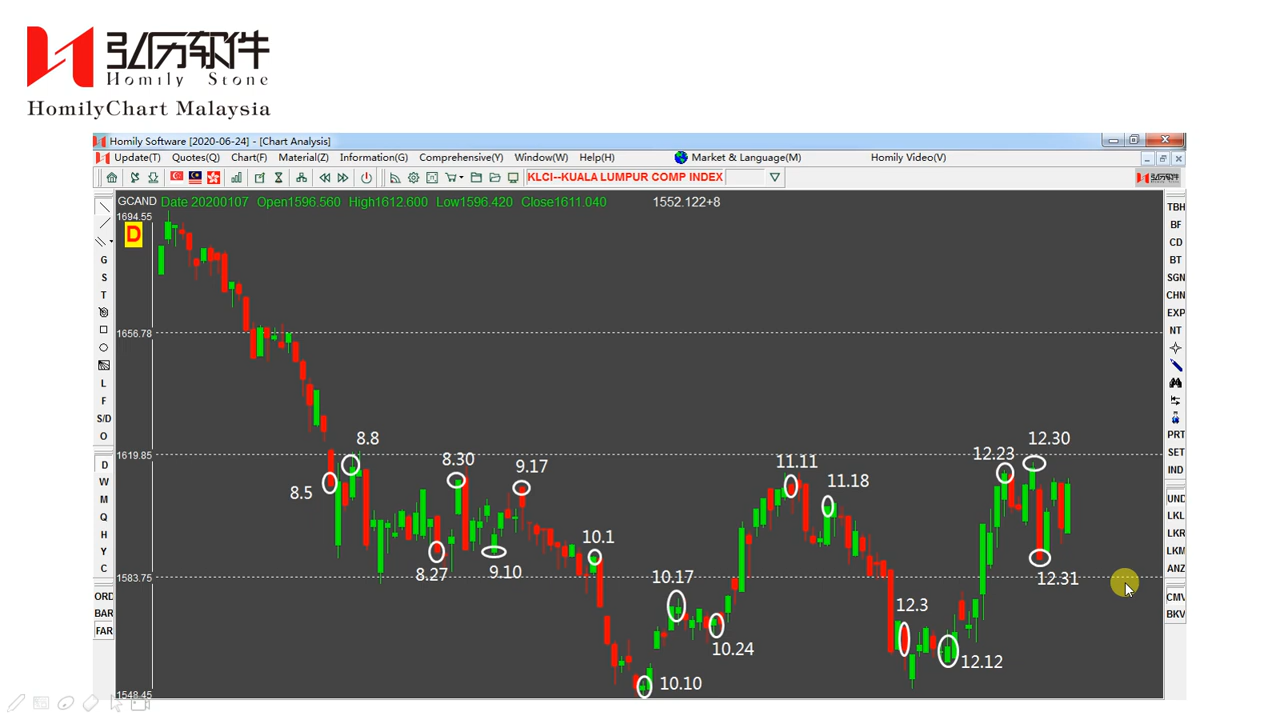 弘历软件
Homily Stone
HomilyChart Malaysia
Homily Software [2020-06-24] - [Chart Analysis]
Update(T) Quotes(Q) Chart(F) Material(Z) Information(G) Comprehensive(Y) Window(W) Help(H) Market & Language(M) Homily Video(V)
KLCI--KUALA LUMPUR COMP INDEX
弘历软件
GCAND Date 20200107 Open1596.560 High1612.600 Low1596.420 Close1611.040 1552.122+8
1694.55
D
1656.78
1619.85
1583.75
1548.45
8.5
8.8
8.27
8.30
9.10
9.17
10.1
10.10
10.17
10.24
11.11
11.18
12.3
12.12
12.23
12.30
12.31
G
S
T
L
F
S/D
O
D
W
M
Q
H
Y
C
ORD
BAR
FAR
TBH
BF
CD
BT
SGN
CHN
EXP
NT
PRT
SET
IND
UND
LKL
LKR
LKM
ANZ
CMV
BKV